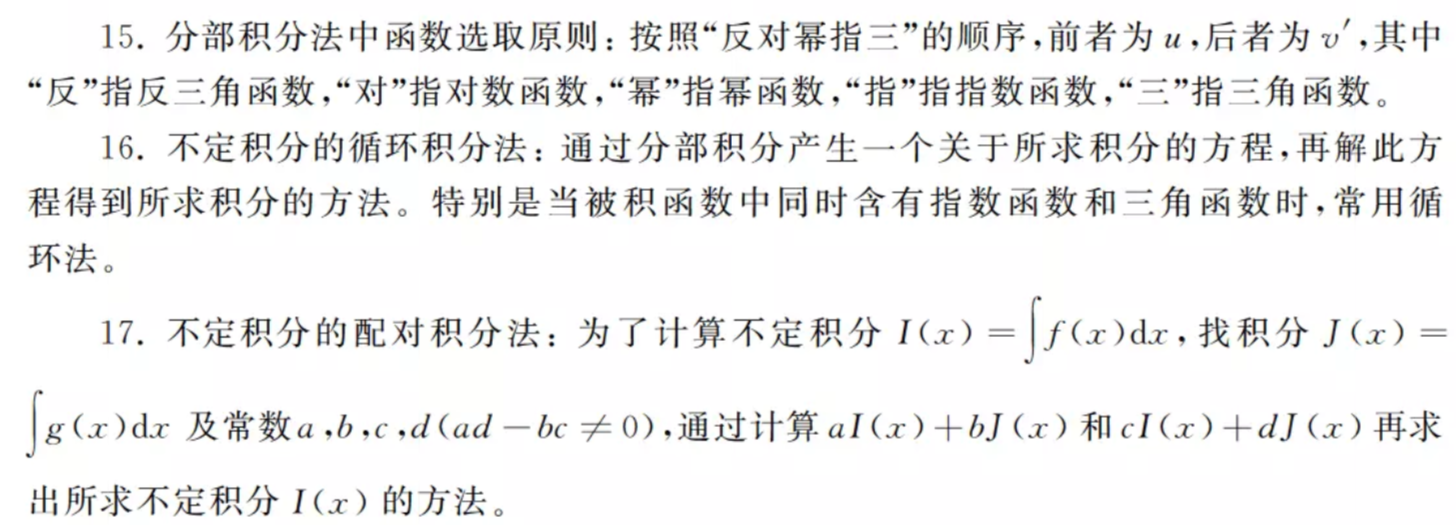 15. 分部积分法中函数选取原则：按照“反对幂指三”的顺序，前者为 u，后者为 v′，其中
“反”指反三角函数，“对”指对数函数，“幂”指幂函数，“指”指指数函数，“三”指三角函数。
16. 不定积分的循环积分法：通过分部积分产生一个关于所求积分的方程，再解此方
程得到所求积分的方法。特别是当被积函数中同时含有指数函数和三角函数时，常用循
环法。
17. 不定积分的配对积分法：为了计算不定积分 I(x) = ∫f(x)dx，找积分 J(x) =
∫g(x)dx 及常数a，b，c，d(ad − bc ≠ 0)，通过计算 aI(x)+bJ(x) 和 cI(x)+dJ(x) 再求
出所求不定积分 I(x) 的方法。